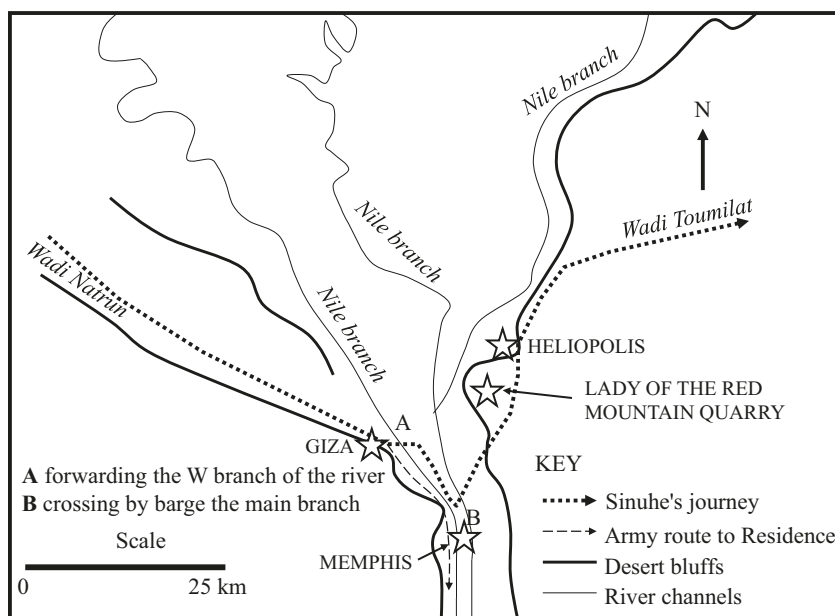 Nile branch
N
Wadi Toumilat
Nile branch
Wadi Natrun
Nile branch
HELIOPOLIS
LADY OF THE RED
MOUNTAIN QUARRY
A
GIZA
A forwarding the W branch of the river
B crossing by barge the main branch
B
Scale
0 25 km
MEMPHIS
KEY
Sinuhe's journey
Army route to Residence
Desert bluffs
River channels